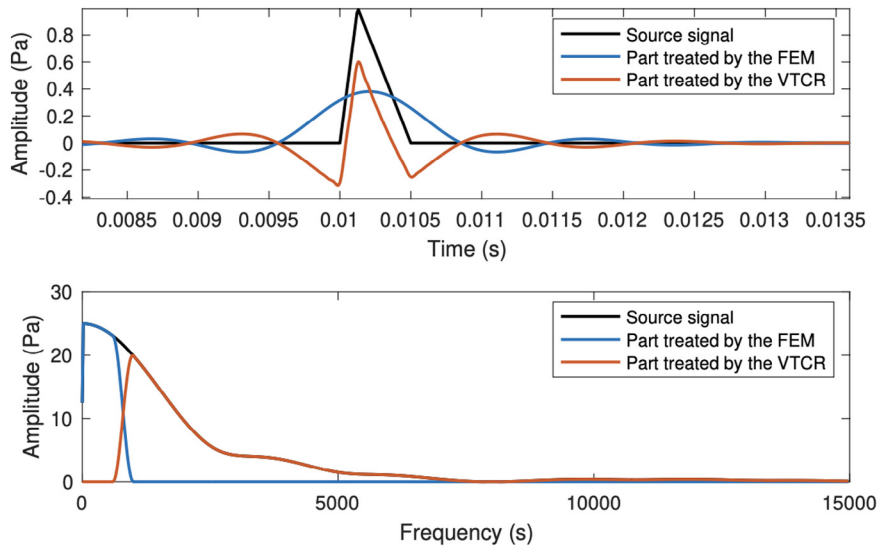 Amplitude (Pa)
0.8
0.6
0.4
0.2
0
-0.2
-0.4
Source signal
Part treated by the FEM
Part treated by the VTCR
0.0085 0.009 0.0095 0.01 0.0105 0.011 0.0115 0.012 0.0125 0.013 0.0135
Time (s)
Amplitude (Pa)
30
20
10
0
Source signal
Part treated by the FEM
Part treated by the VTCR
0 5000 10000 15000
Frequency (s)